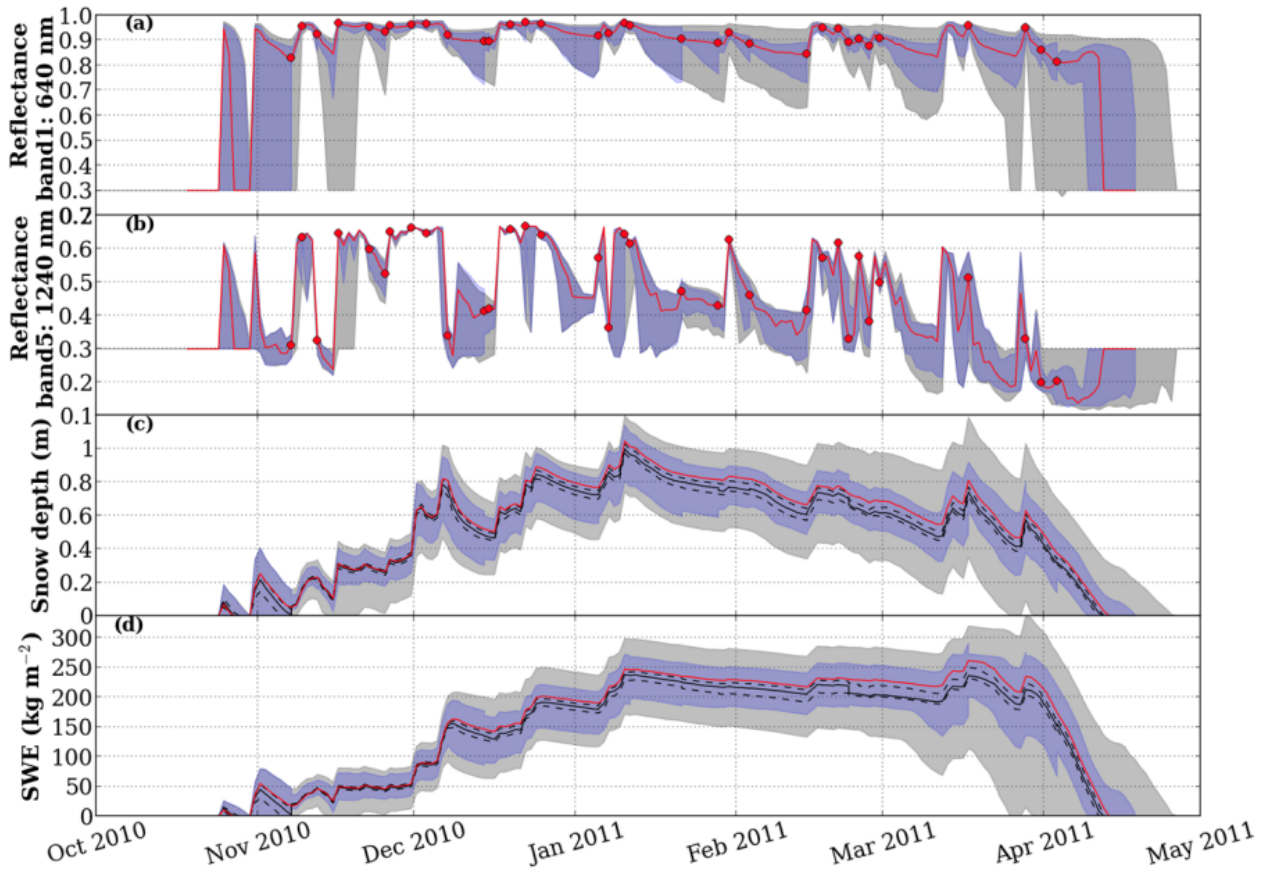 (a)
Reflectance
band1: 640 nm
1.0
0.9
0.8
0.7
0.6
0.5
0.4
0.3
(b)
Reflectance
band5: 1240 nm
0.7
0.6
0.5
0.4
0.3
0.2
0.1
(c)
Snow depth (m)
1
0.8
0.6
0.4
0.2
0
(d)
SWE (kg m⁻²)
300
250
200
150
100
50
0
Oct 2010
Nov 2010
Dec 2010
Jan 2011
Feb 2011
Mar 2011
Apr 2011
May 2011